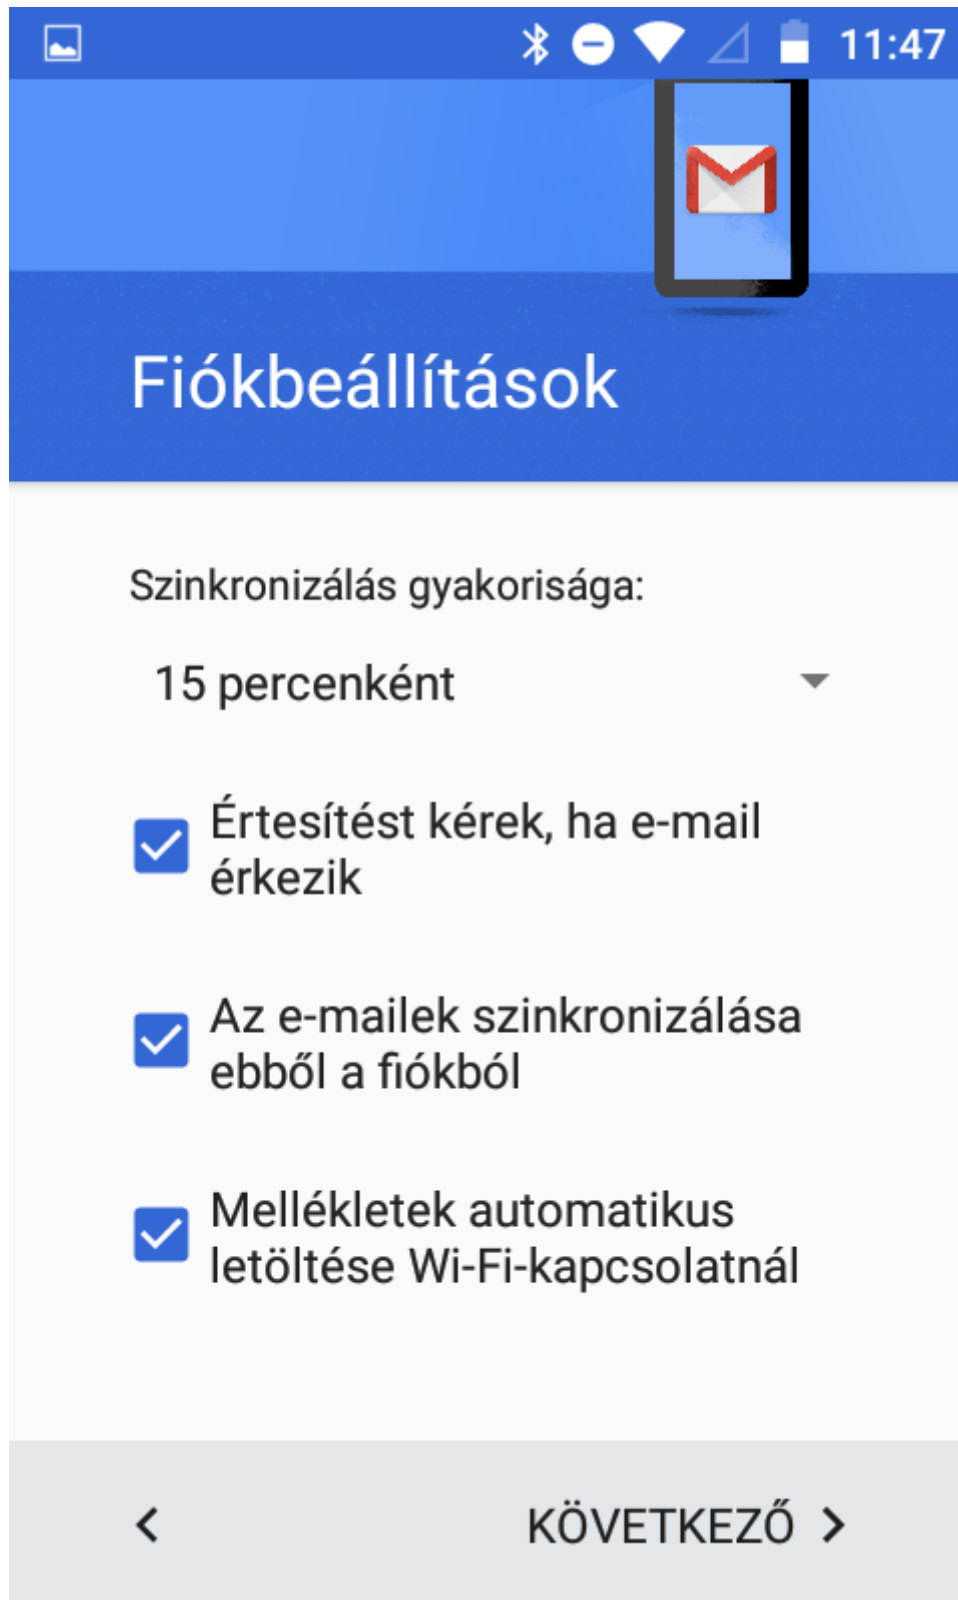 11:47
Fiókbeállítások
Szinkronizálás gyakorisága:
15 percenként
Értesítést kérek, ha e-mail
érkezik
Az e-mailek szinkronizálása
ebből a fiókból
Mellékletek automatikus
letöltése Wi-Fi-kapcsolatnál
KÖVETKEZŐ